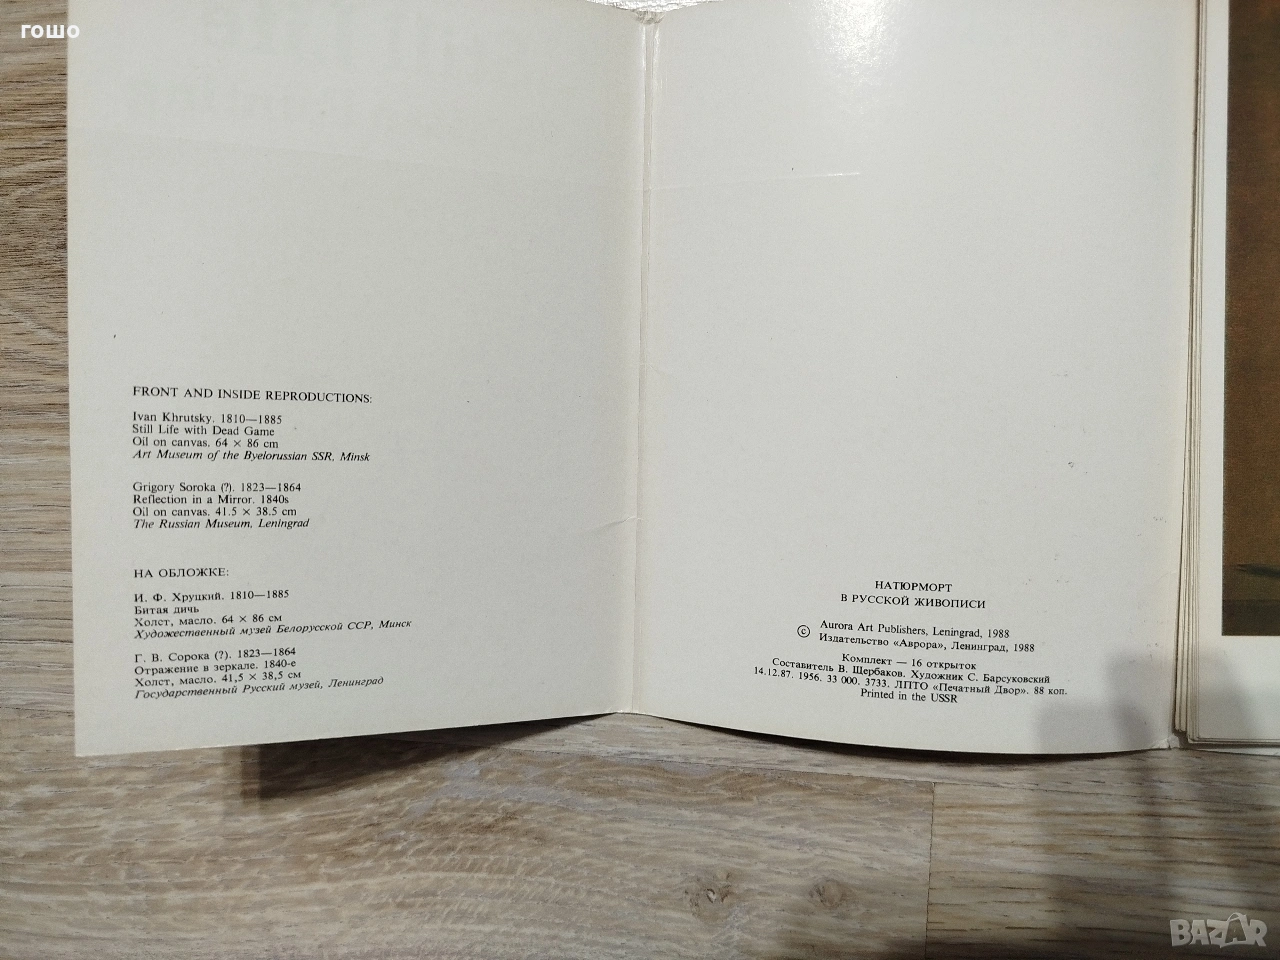 гошо
FRONT AND INSIDE REPRODUCTIONS:
Ivan Khrutsky. 1810—1885
Still Life with Dead Game
Oil on canvas. 64 × 86 cm
Art Museum of the Byelorussian SSR, Minsk
Grigory Soroka (?). 1823—1864
Reflection in a Mirror. 1840s
Oil on canvas. 41.5 × 38.5 cm
The Russian Museum, Leningrad
НА ОБЛОЖКЕ:
И. Ф. Хруцкий. 1810—1885
Битая дичь
Холст, масло. 64 × 86 см
Художественный музей Белорусской ССР, Минск
Г. В. Сорока (?). 1823—1864
Отражение в зеркале. 1840-е
Холст, масло. 41,5 × 38,5 см
Государственный Русский музей, Ленинград
НАТЮРМОРТ
В РУССКОЙ ЖИВОПИСИ
© Aurora Art Publishers, Leningrad, 1988
Издательство «Аврора», Ленинград, 1988
Комплект — 16 открыток
Составитель В. Щербаков. Художник С. Барсуковский
14.12.87. 1956. 33 000. 3733. ЛПТО «Печатный Двор». 88 коп.
Printed in the USSR
BAZAR